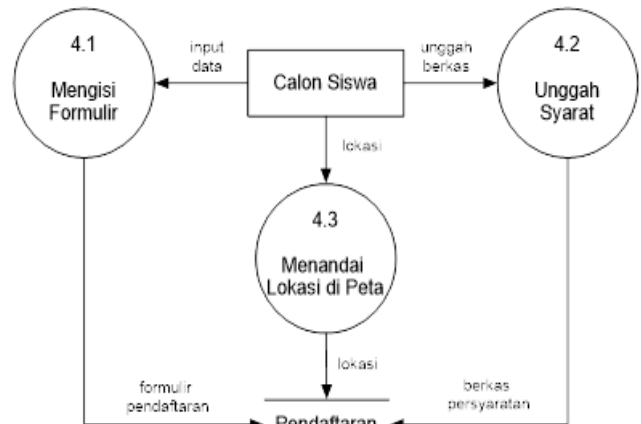 4.1
Mengisi
Formulir
input
data
Calon Siswa
unggah
berkas
4.2
Unggah
Syarat
lokasi
4.3
Menandai
Lokasi di Peta
lokasi
formulir
pendaftaran
berkas
persyaratan
Pendaftaran